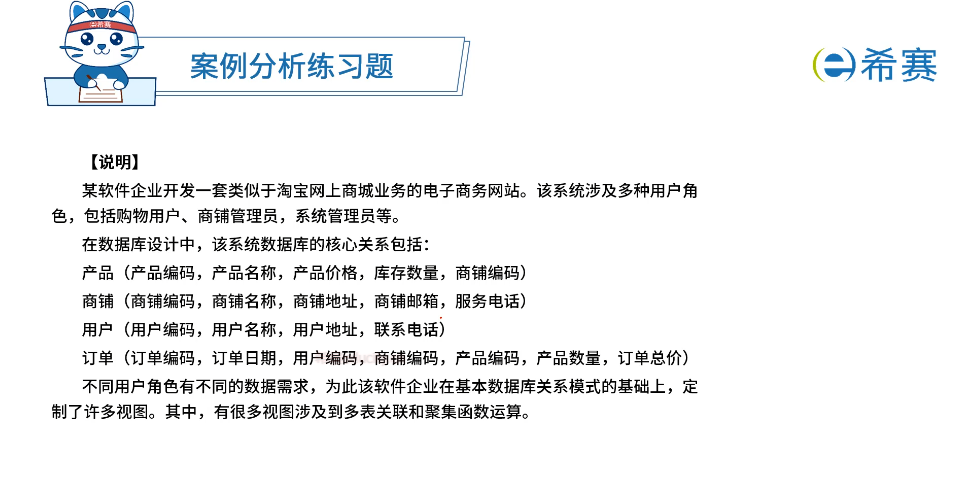 希赛
案例分析练习题
希赛
【说明】
某软件企业开发一套类似于淘宝网上商城业务的电子商务网站。该系统涉及多种用户角
色，包括购物用户、商铺管理员，系统管理员等。
在数据库设计中，该系统数据库的核心关系包括：
产品（产品编码，产品名称，产品价格，库存数量，商铺编码）
商铺（商铺编码，商铺名称，商铺地址，商铺邮箱，服务电话）
用户（用户编码，用户名称，用户地址，联系电话）
订单（订单编码，订单日期，用户编码，商铺编码，产品编码，产品数量，订单总价）
不同用户角色有不同的数据需求，为此该软件企业在基本数据库关系模式的基础上，定
制了许多视图。其中，有很多视图涉及到多表关联和聚集函数运算。